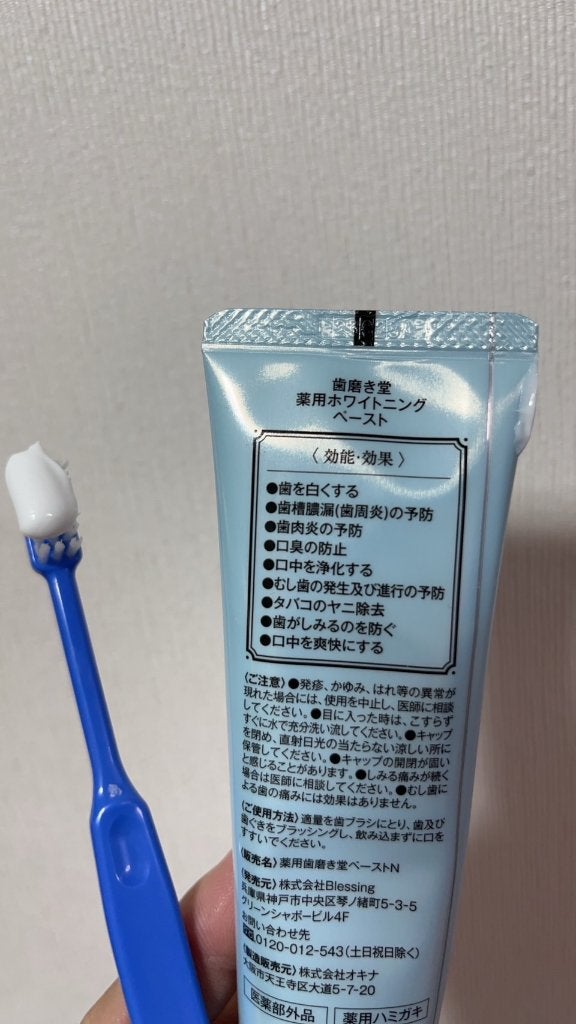 歯磨き堂
薬用ホワイトニング
ペースト
〈効能・効果〉
●歯を白くする
●歯槽膿漏(歯周炎)の予防
●歯肉炎の予防
●口臭の防止
●口中を浄化する
●むし歯の発生及び進行の予防
●タバコのヤニ除去
●歯がしみるのを防ぐ
●口中を爽快にする
〈ご注意〉●発疹、かゆみ、はれ等の異常が
現れた場合には、使用を中止し、医師に相談
してください。●目に入った時は、こすらず
すぐに水で充分洗い流してください。●キャップ
を閉め、直射日光の当たらない涼しい所に
保管してください。●キャップの開閉が固い
と感じることがあります。●しみる痛みが続く
場合は医師に相談してください。●むし歯に
よる歯の痛みには効果はありません。
〈ご使用方法〉適量を歯ブラシにとり、歯及び
歯ぐきをブラッシングし、飲み込まずに口を
すすいでください。
〈販売名〉薬用歯磨き堂ペーストN
〈発売元〉株式会社Blessing
兵庫県神戸市中央区琴ノ緒町5-3-5
グリーンシャポービル4F
お問い合わせ先
0120-012-543(土日祝日除く)
〈製造販売元〉株式会社オキナ
大阪市天王寺区大道5-7-20
医薬部外品 薬用ハミガキ